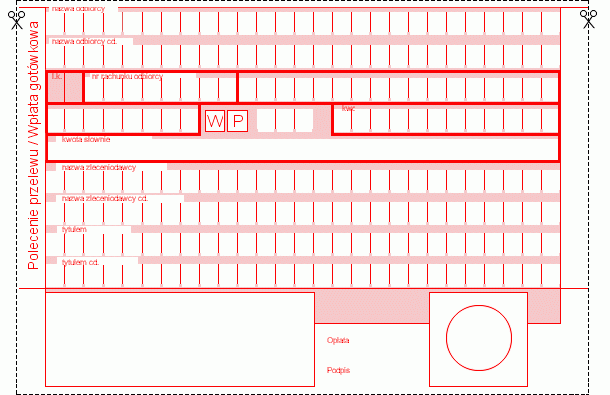 nazwa odbiorcy
nazwa odbiorcy cd.
nr rachunku odbiorcy
W P
kwota słownie
nazwa zleceniodawcy
nazwa zleceniodawcy cd.
tytułem
tytułem cd.
Opłata
Podpis
Polecenie przelewu / Wpłata gotówkowa